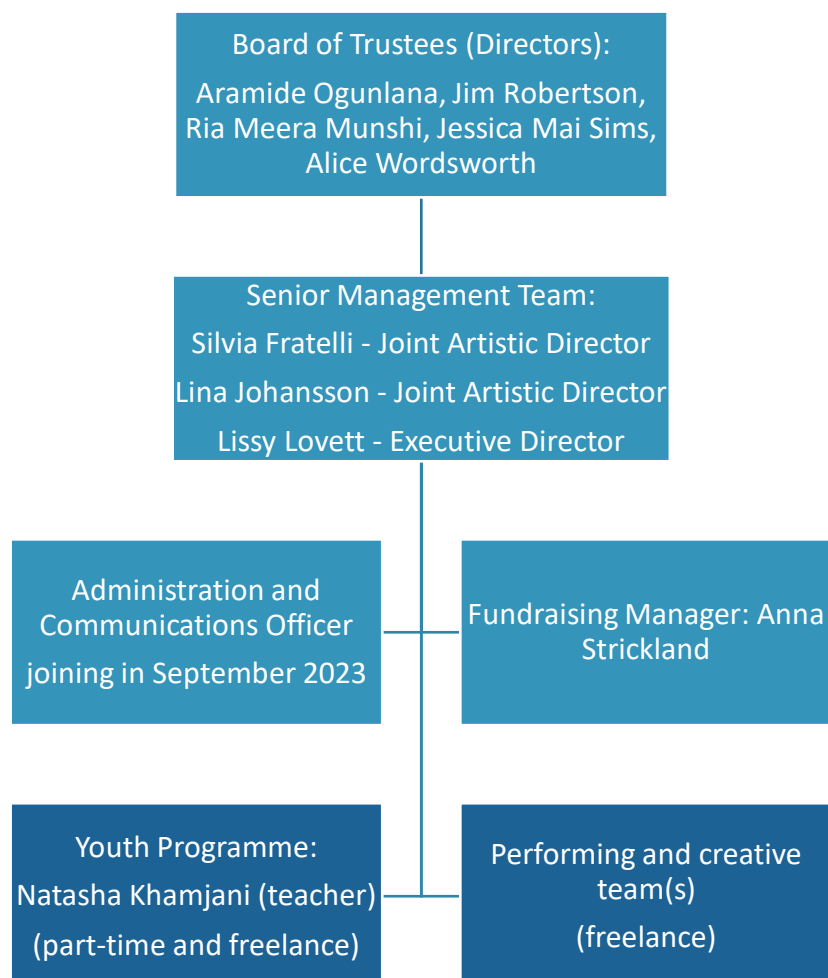 Board of Trustees (Directors):
Aramide Ogunlana, Jim Robertson,
Ria Meera Munshi, Jessica Mai Sims,
Alice Wordsworth
Senior Management Team:
Silvia Fratelli - Joint Artistic Director
Lina Johansson - Joint Artistic Director
Lissy Lovett - Executive Director
Administration and
Communications Officer
joining in September 2023
Fundraising Manager: Anna
Strickland
Youth Programme:
Natasha Khamjani (teacher)
(part-time and freelance)
Performing and creative
team(s)
(freelance)